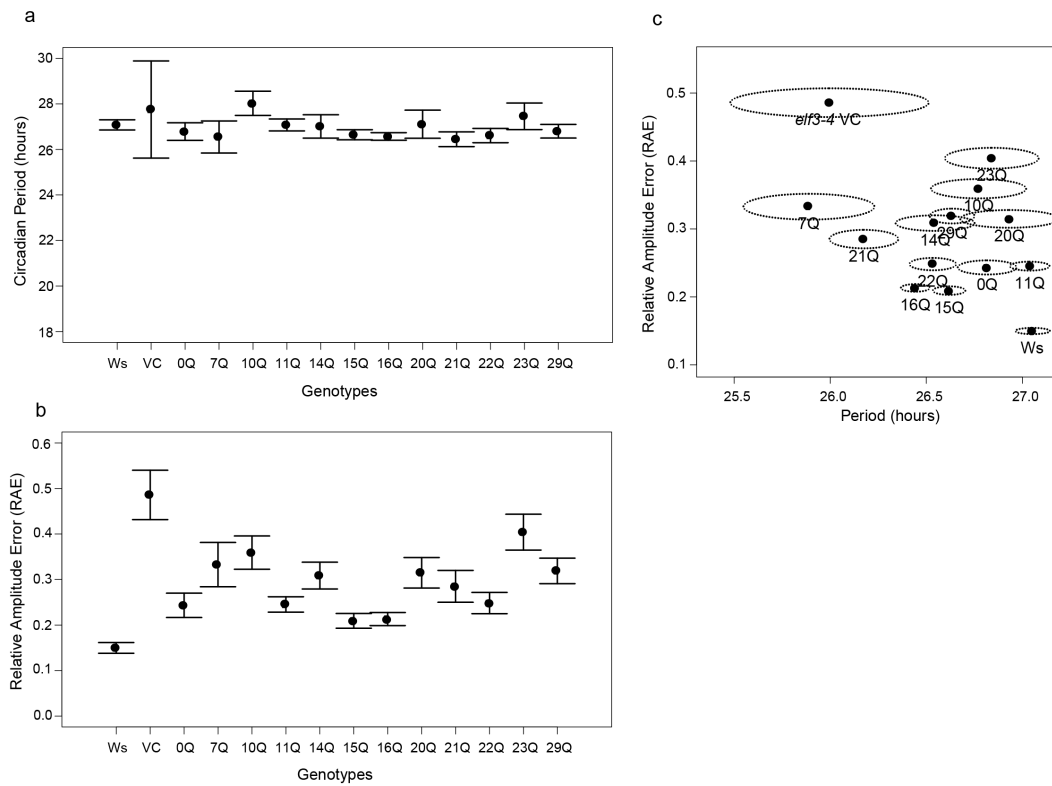 a
Circadian Period (hours)
30
28
26
24
22
20
18
Ws VC 0Q 7Q 10Q 11Q 14Q 15Q 16Q 20Q 21Q 22Q 23Q 29Q
Genotypes
b
Relative Amplitude Error (RAE)
0.6
0.5
0.4
0.3
0.2
0.1
0.0
Ws VC 0Q 7Q 10Q 11Q 14Q 15Q 16Q 20Q 21Q 22Q 23Q 29Q
Genotypes
c
Relative Amplitude Error (RAE)
0.5
0.4
0.3
0.2
0.1
elf3-4 VC
23Q
10Q
7Q
14Q
29Q
20Q
21Q
22Q
0Q
11Q
16Q
15Q
Ws
25.5 26.0 26.5 27.0
Period (hours)